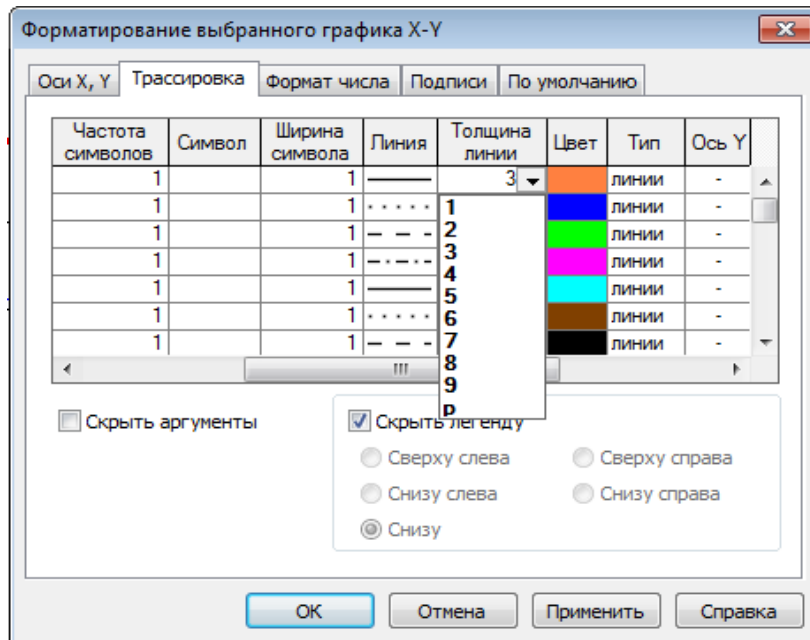 Форматирование выбранного графика X-Y
Оси X, Y Трассировка Формат числа Подписи По умолчанию
Частота символов Символ Ширина символа Линия Толщина линии Цвет Тип Ось Y
1 1 3 линии -
1 1 линии -
1 1 линии -
1 1 линии -
1 1 линии -
1 1 линии -
1 1 линии -
1
2
3
4
5
6
7
8
9
p
Скрыть аргументы
Скрыть легенду
Сверху слева Сверху справа
Снизу слева Снизу справа
Снизу
ОК Отмена Применить Справка